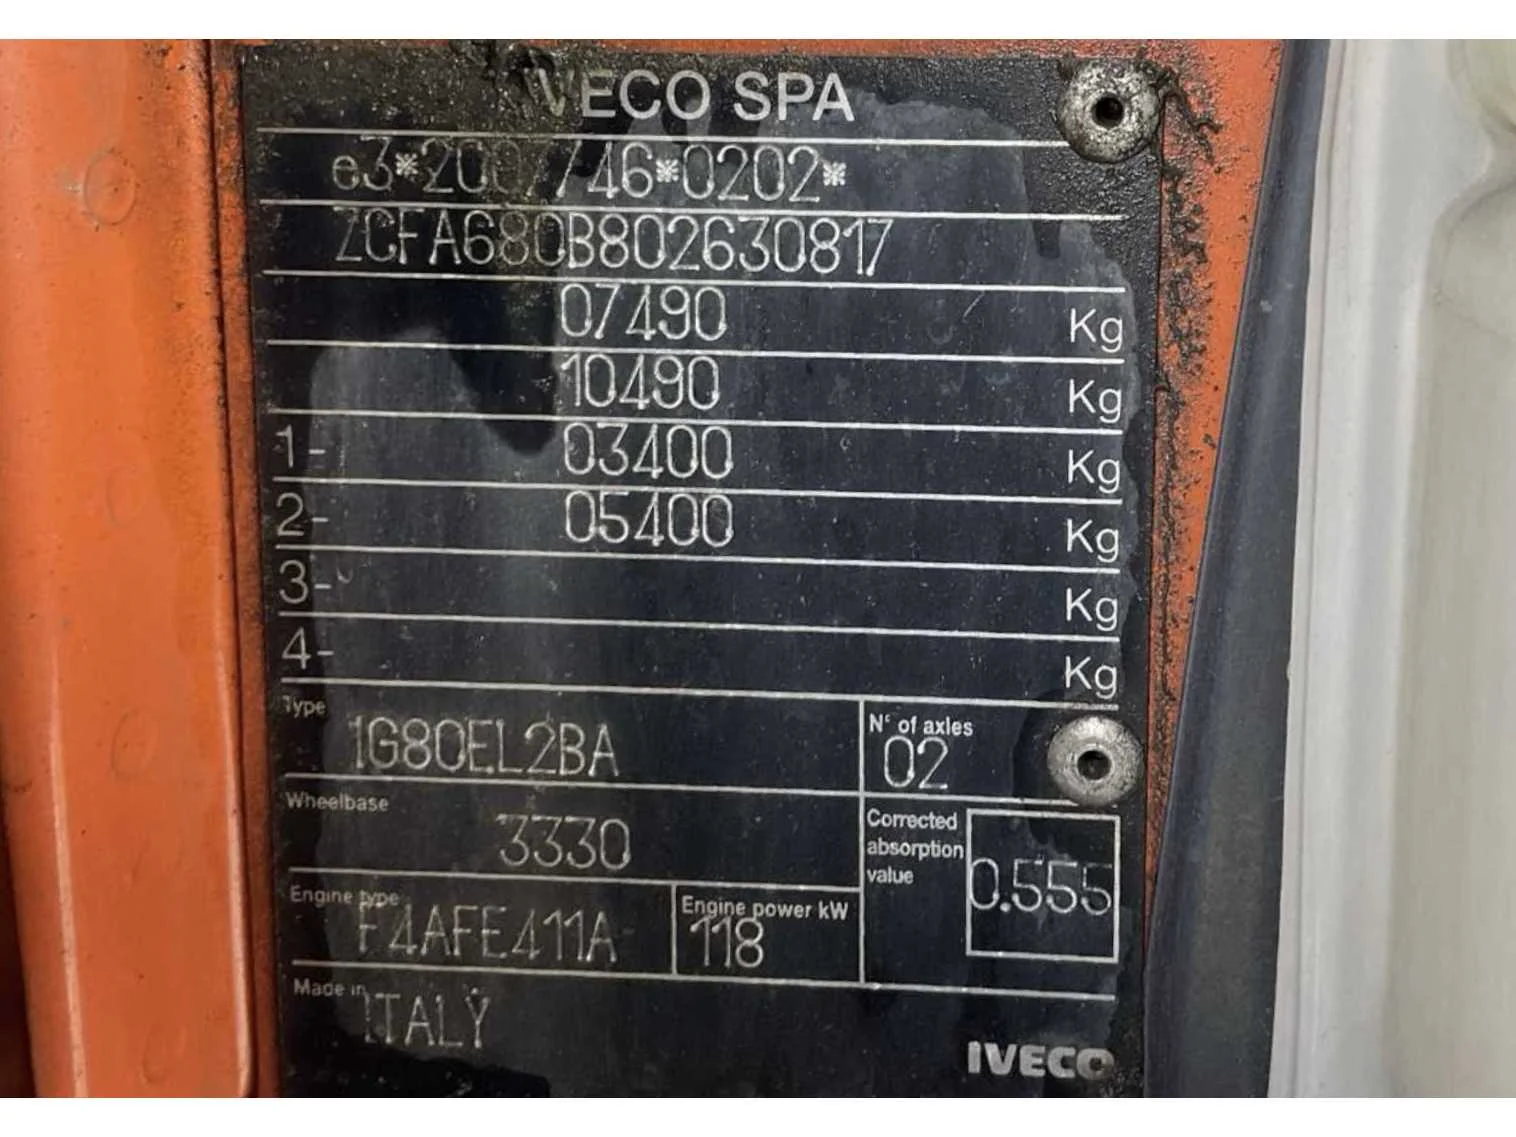 IVECO SPA
e3*2007/46*0202*
ZCFA680B802630817
07490 Kg
10490 Kg
1- 03400 Kg
2- 05400 Kg
3- Kg
4- Kg
Type 1G80EL2BA N° of axles 02
Wheelbase 3330
Corrected absorption value 0.555
Engine type F4AFE411A Engine power kW 118
Made in ITALY
IVECO